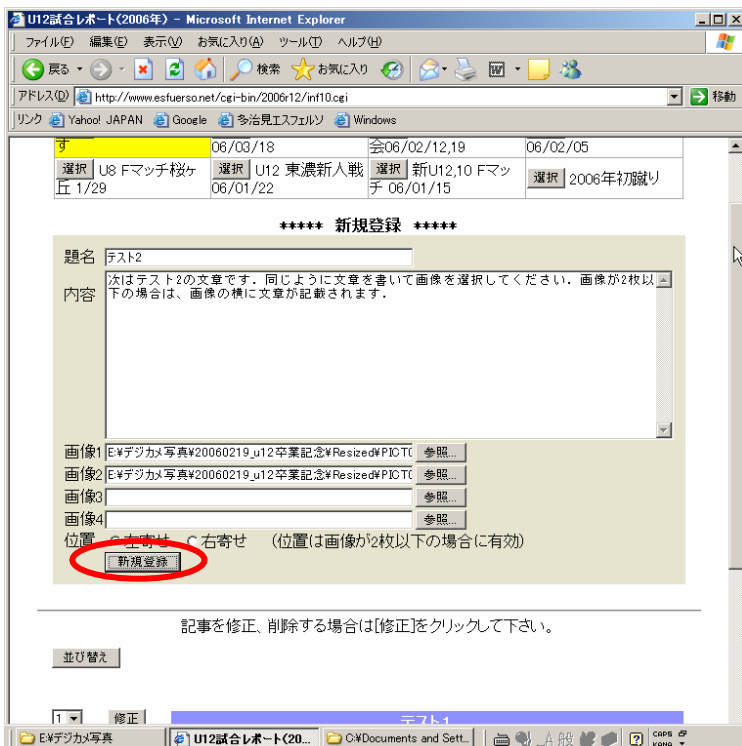 U12試合レポート(2006年) - Microsoft Internet Explorer
ファイル(F) 編集(E) 表示(V) お気に入り(A) ツール(T) ヘルプ(H)
戻る 検索 お気に入り
アドレス(D) http://www.esfuerso.net/cgi-bin/2006r12/inf10.cgi 移動
リンク Yahoo! JAPAN Google 多治見エスフェルソ Windows
す 06/03/18 会06/02/12,19 06/02/05
選択 U8 Fマッチ桜ヶ丘 1/29 選択 U12 東濃新人戦 06/01/22 選択 新U12,10 Fマッチ 06/01/15 選択 2006年初蹴り
***** 新規登録 *****
題名 テスト2
内容 次はテスト2の文章です．同じように文章を書いて画像を選択してください．画像が2枚以
下の場合は、画像の横に文章が記載されます．
画像1 E:¥デジカメ写真¥20060219_u12卒業記念¥Resized¥PICT0 参照...
画像2 E:¥デジカメ写真¥20060219_u12卒業記念¥Resized¥PICT0 参照...
画像3 参照...
画像4 参照...
位置 左寄せ 右寄せ (位置は画像が2枚以下の場合に有効)
新規登録
記事を修正、削除する場合は[修正]をクリックして下さい。
並び替え
1 修正 テスト1
E:¥デジカメ写真 U12試合レポート(20... C:¥Documents and Sett... A 般 CAPS KANA